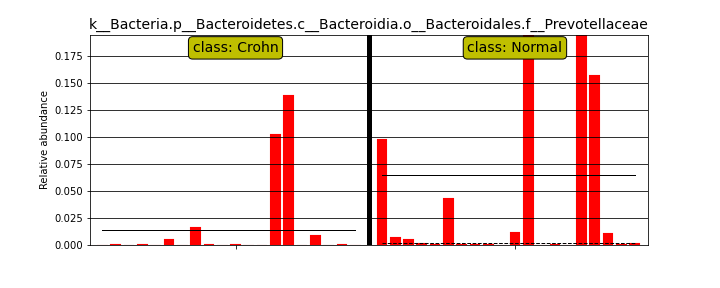 k__Bacteria.p__Bacteroidetes.c__Bacteroidia.o__Bacteroidales.f__Prevotellaceae
class: Crohn
class: Normal
Relative abundance
0.175
0.150
0.125
0.100
0.075
0.050
0.025
0.000